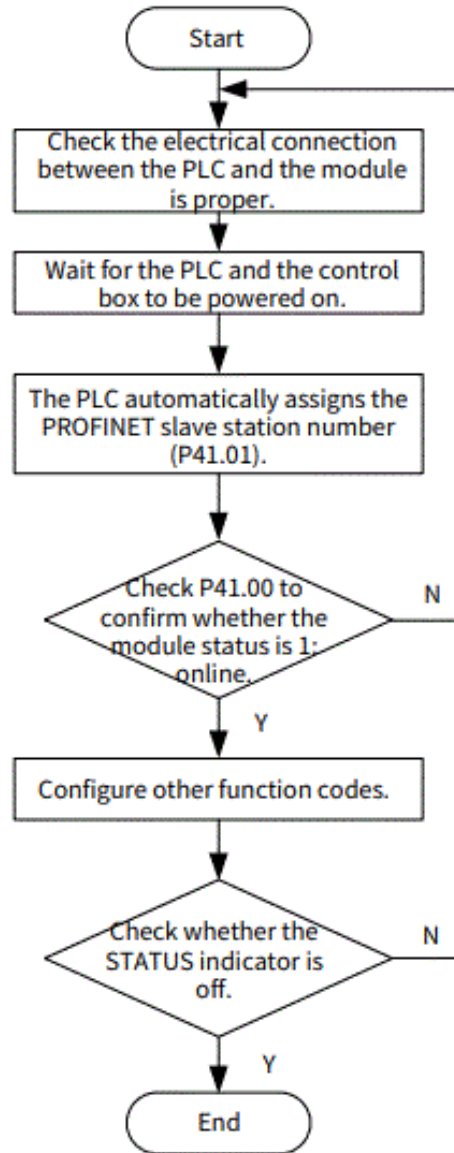 Start
Check the electrical connection
between the PLC and the module
is proper.
Wait for the PLC and the control
box to be powered on.
The PLC automatically assigns the
PROFINET slave station number
(P41.01).
Check P41.00 to
confirm whether the
module status is 1:
online.
N
Y
Configure other function codes.
Check whether the
STATUS indicator is
off.
N
Y
End